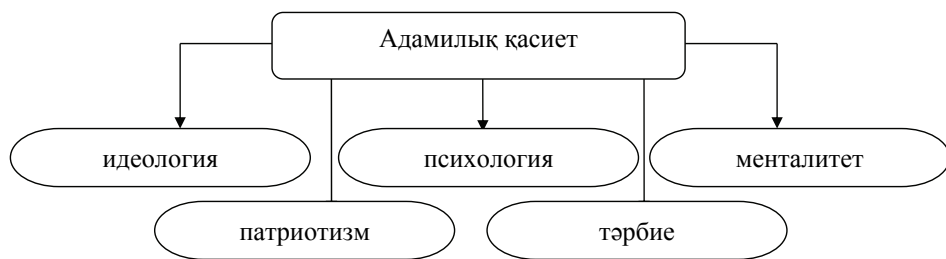 Адамилық қасиет
идеология
психология
менталитет
патриотизм
тәрбие